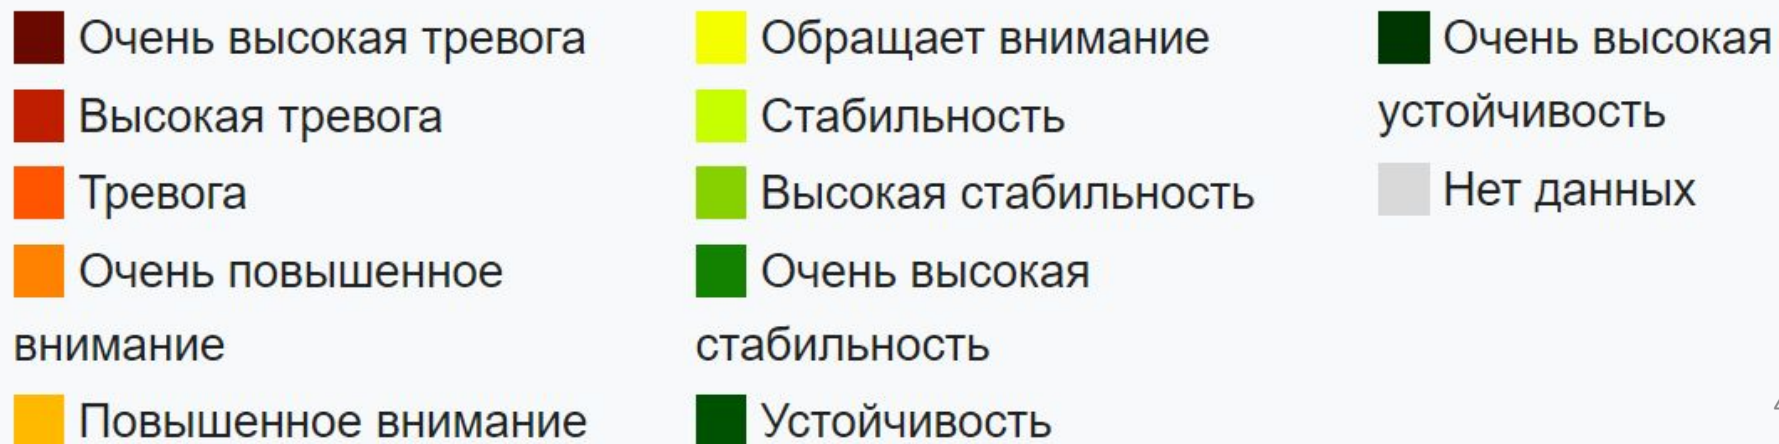 Очень высокая тревога
Высокая тревога
Тревога
Очень повышенное
внимание
Повышенное внимание
Обращает внимание
Стабильность
Высокая стабильность
Очень высокая
стабильность
Устойчивость
Очень высокая
устойчивость
Нет данных